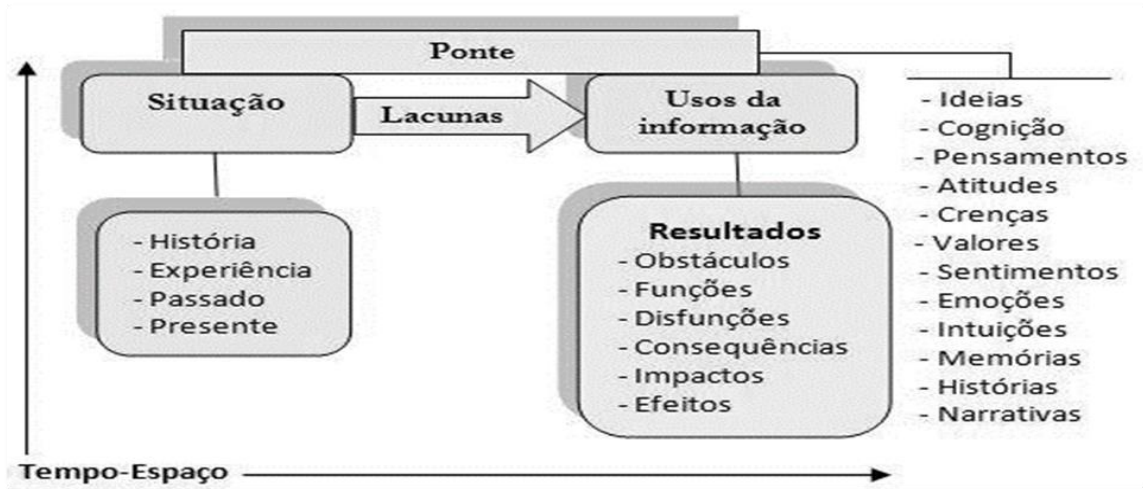 Ponte
Situação
Lacunas
Usos da
informação
- História
- Experiência
- Passado
- Presente
Resultados
- Obstáculos
- Funções
- Disfunções
- Consequências
- Impactos
- Efeitos
- Ideias
- Cognição
- Pensamentos
- Atitudes
- Crenças
- Valores
- Sentimentos
- Emoções
- Intuições
- Memórias
- Histórias
- Narrativas
Tempo-Espaço